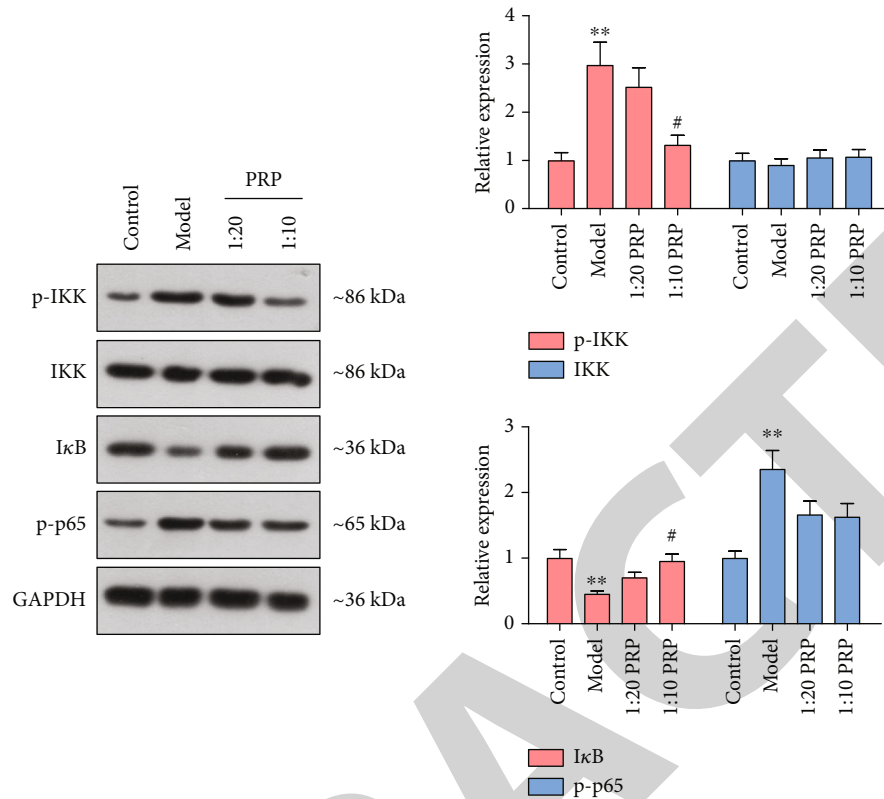 Control
Model
PRP
1:20
1:10
p-IKK
~86 kDa
IKK
~86 kDa
IκB
~36 kDa
p-p65
~65 kDa
GAPDH
~36 kDa
Relative expression
4
3
2
1
0
**
#
Control
Model
1:20 PRP
1:10 PRP
Control
Model
1:20 PRP
1:10 PRP
p-IKK
IKK
Relative expression
3
2
1
0
**
#
**
Control
Model
1:20 PRP
1:10 PRP
Control
Model
1:20 PRP
1:10 PRP
IκB
p-p65